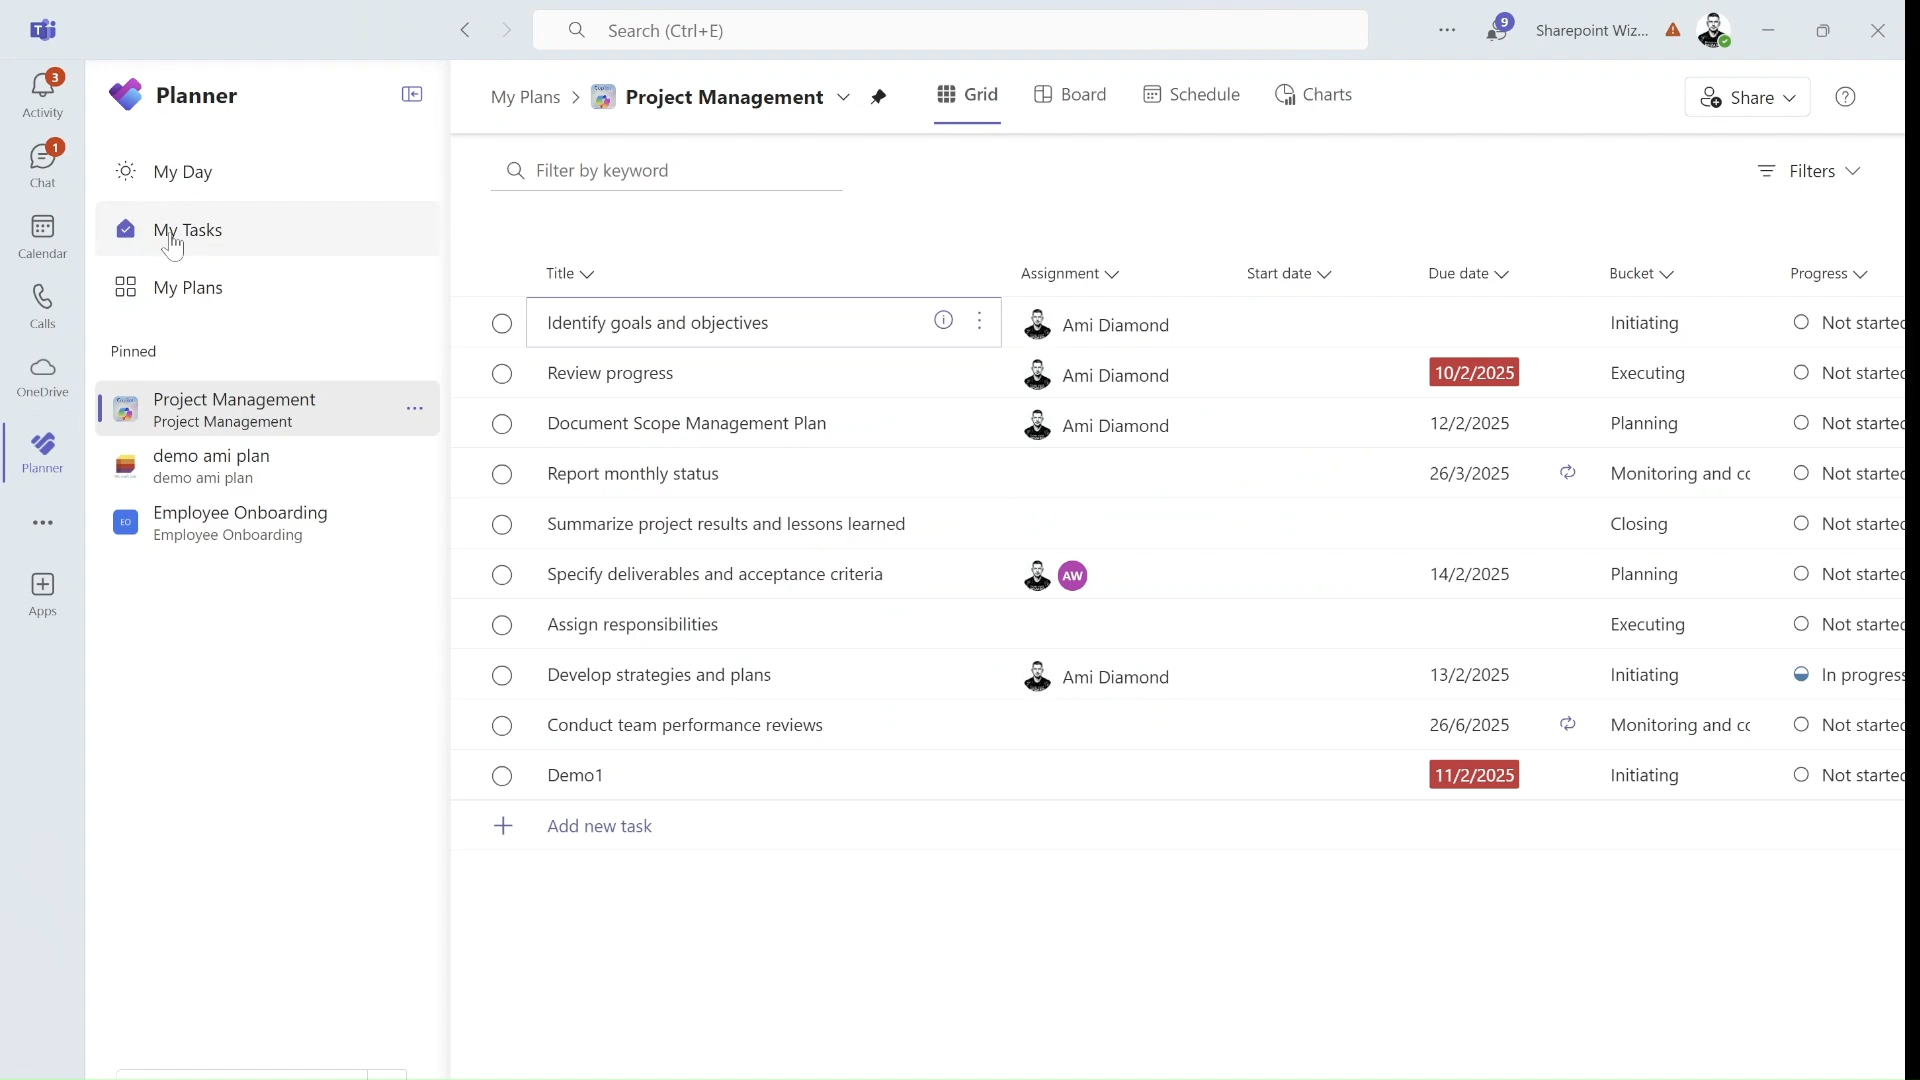 Search (Ctrl+E)
9
Sharepoint Wiz...
3
Activity
1
Chat
Calendar
Calls
OneDrive
Planner
Apps
Planner
My Day
My Tasks
My Plans
Pinned
Project Management
Project Management
demo ami plan
demo ami plan
EO
Employee Onboarding
Employee Onboarding
My Plans > Project Management
Grid
Board
Schedule
Charts
Share
Filter by keyword
Filters
Title Assignment Start date Due date Bucket Progress
Identify goals and objectives Ami Diamond Initiating Not started
Review progress Ami Diamond 10/2/2025 Executing Not started
Document Scope Management Plan Ami Diamond 12/2/2025 Planning Not started
Report monthly status 26/3/2025 Monitoring and cc Not started
Summarize project results and lessons learned Closing Not started
Specify deliverables and acceptance criteria AW 14/2/2025 Planning Not started
Assign responsibilities Executing Not started
Develop strategies and plans Ami Diamond 13/2/2025 Initiating In progress
Conduct team performance reviews 26/6/2025 Monitoring and cc Not started
Demo1 11/2/2025 Initiating Not started
Add new task